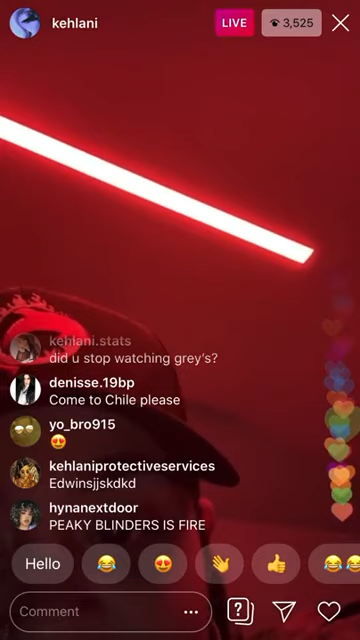 kehlani
LIVE
3,525
kehlani.stats
did u stop watching grey's?
denisse.19bp
Come to Chile please
yo_bro915
😍
kehlaniprotectiveservices
Edwinsjjskdkd
hynanextdoor
PEAKY BLINDERS IS FIRE
Hello 😂 😍 👋 👍 😂😂
Comment